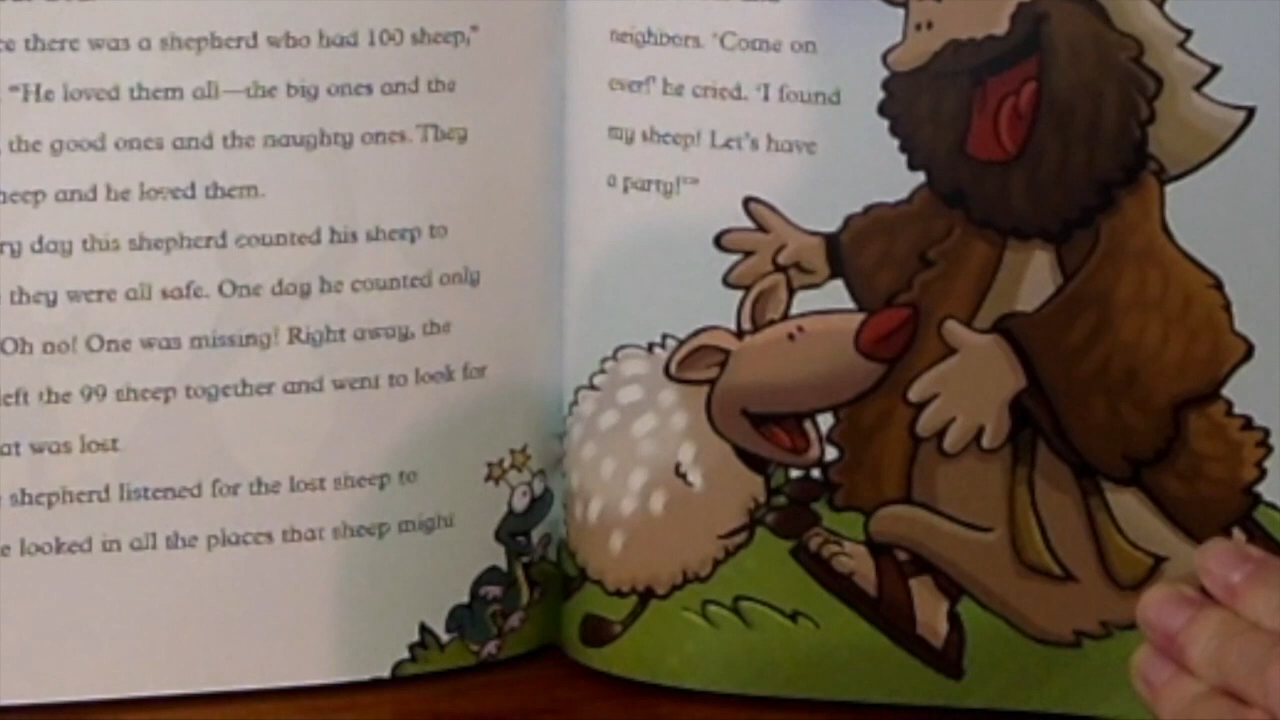 there was a shepherd who had 100 sheep,"
"He loved them all—the big ones and the
the good ones and the naughty ones. They
and he loved them.
day this shepherd counted his sheep to
they were all safe. One day he counted only
Oh no! One was missing! Right away, the
the 99 sheep together and went to look for
was lost.
shepherd listened for the lost sheep to
looked in all the places that sheep might
neighbors. 'Come on
over!' he cried. 'I found
my sheep! Let's have
a party!'"